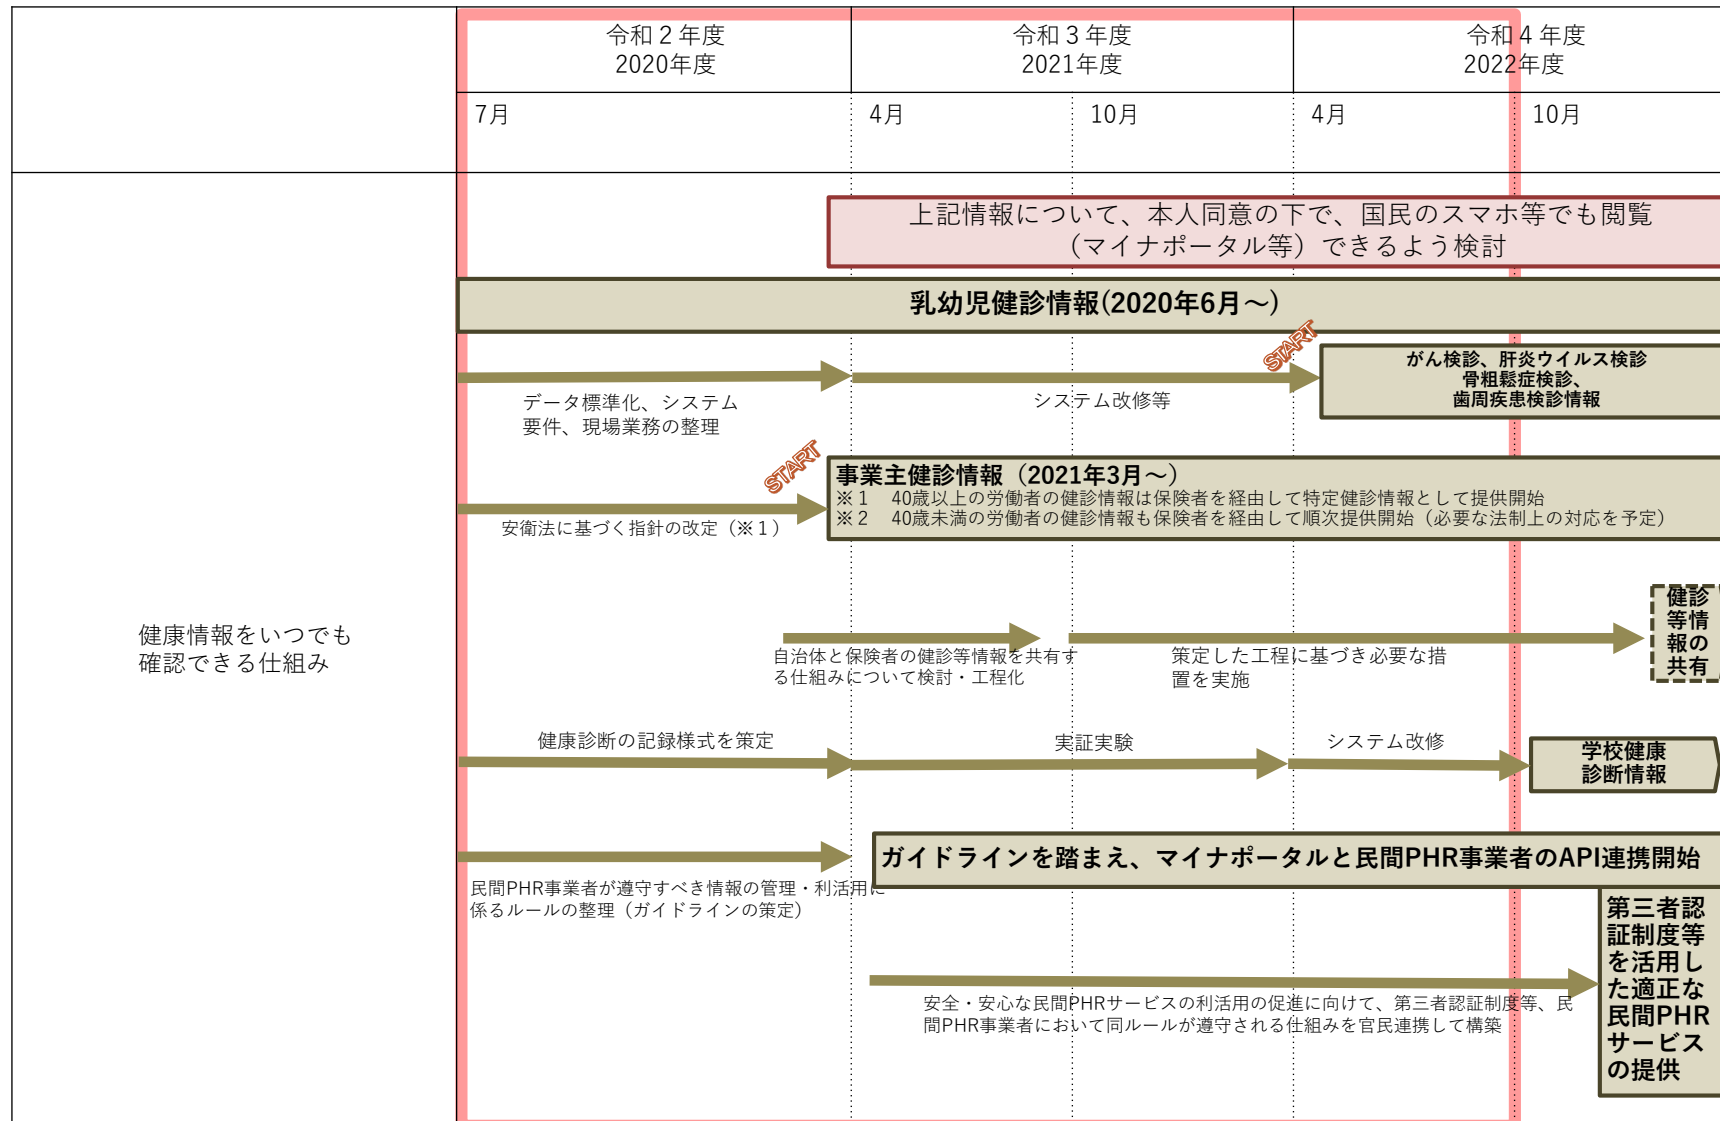 令和２年度
2020年度
令和３年度
2021年度
令和４年度
2022年度
7月
4月
10月
4月
10月
上記情報について、本人同意の下で、国民のスマホ等でも閲覧
（マイナポータル等）できるよう検討
乳幼児健診情報(2020年6月～)
START
がん検診、肝炎ウイルス検診
骨粗鬆症検診、
歯周疾患検診情報
データ標準化、システム
要件、現場業務の整理
システム改修等
START
事業主健診情報（2021年3月～）
※１　40歳以上の労働者の健診情報は保険者を経由して特定健診情報として提供開始
※２　40歳未満の労働者の健診情報も保険者を経由して順次提供開始（必要な法制上の対応を予定）
安衛法に基づく指針の改定（※１）
健康情報をいつでも
確認できる仕組み
自治体と保険者の健診等情報を共有す
る仕組みについて検討・工程化
策定した工程に基づき必要な措
置を実施
健診
等情
報の
共有
健康診断の記録様式を策定
実証実験
システム改修
学校健康
診断情報
ガイドラインを踏まえ、マイナポータルと民間PHR事業者のAPI連携開始
民間PHR事業者が遵守すべき情報の管理・利活用に
係るルールの整理（ガイドラインの策定）
第三者認
証制度等
を活用し
た適正な
民間PHR
サービス
の提供
安全・安心な民間PHRサービスの利活用の促進に向けて、第三者認証制度等、民
間PHR事業者において同ルールが遵守される仕組みを官民連携して構築